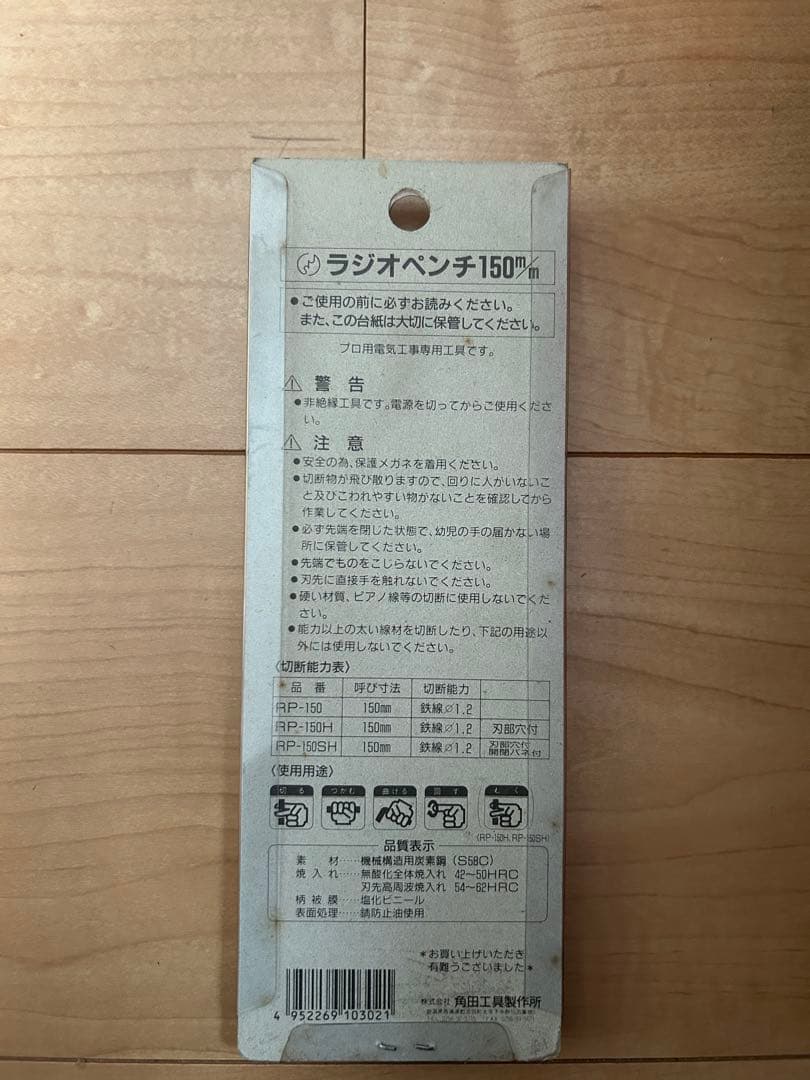 ラジオペンチ150m/m
●ご使用の前に必ずお読みください。
また、この台紙は大切に保管してください。
プロ用電気工事専用工具です。
⚠ 警 告
●非絶縁工具です。電源を切ってからご使用くださ
い。
⚠ 注 意
●安全の為、保護メガネを着用ください。
●切断物が飛び散りますので、回りに人がいないこ
と及びこわれやすい物がないことを確認してから
作業してください。
●必ず先端を閉じた状態で、幼児の手の届かない場
所に保管してください。
●先端でものをこじらないでください。
●刃先に直接手を触れないでください。
●硬い材質、ピアノ線等の切断に使用しないでくだ
さい。
●能力以上の太い線材を切断したり、下記の用途以
外には使用しないでください。
〈切断能力表〉
品 番 呼び寸法 切断能力
RP-150 150mm 鉄線∅1.2
RP-150H 150mm 鉄線∅1.2 刃部穴付
RP-150SH 150mm 鉄線∅1.2 刃部穴付
開閉バネ付
〈使用用途〉
切る つかむ 曲げる 回す むく
(RP-150H, RP-150SH)
品質表示
素 材……機械構造用炭素鋼 (S58C)
焼入れ……無酸化全体焼入れ 42〜50HRC
刃先高周波焼入れ 54〜62HRC
柄被膜……塩化ビニール
表面処理……錆防止油使用
*お買い上げいただき
有難うございました*
株式会社 角田工具製作所
4 952269 103021